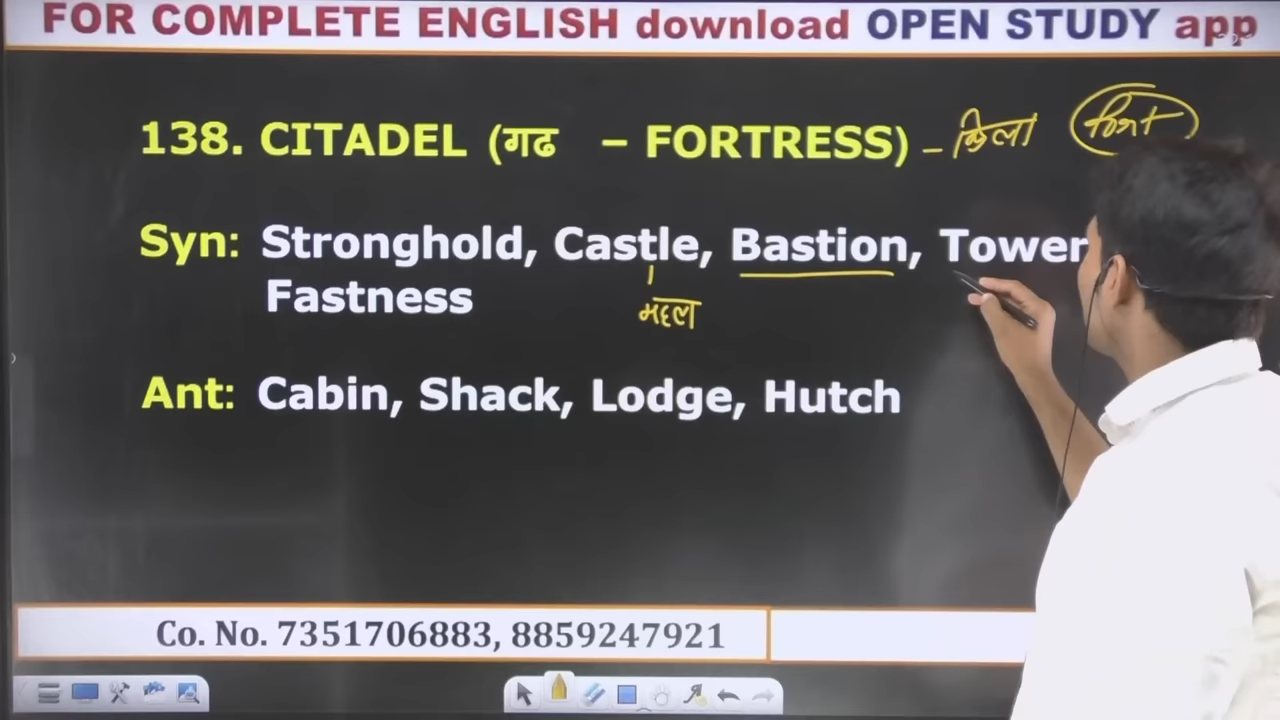 FOR COMPLETE ENGLISH download OPEN STUDY app
138. CITADEL (गढ – FORTRESS) – किला fort
Syn: Stronghold, Castle, Bastion, Tower
Fastness
महल
Ant: Cabin, Shack, Lodge, Hutch
Co. No. 7351706883, 8859247921